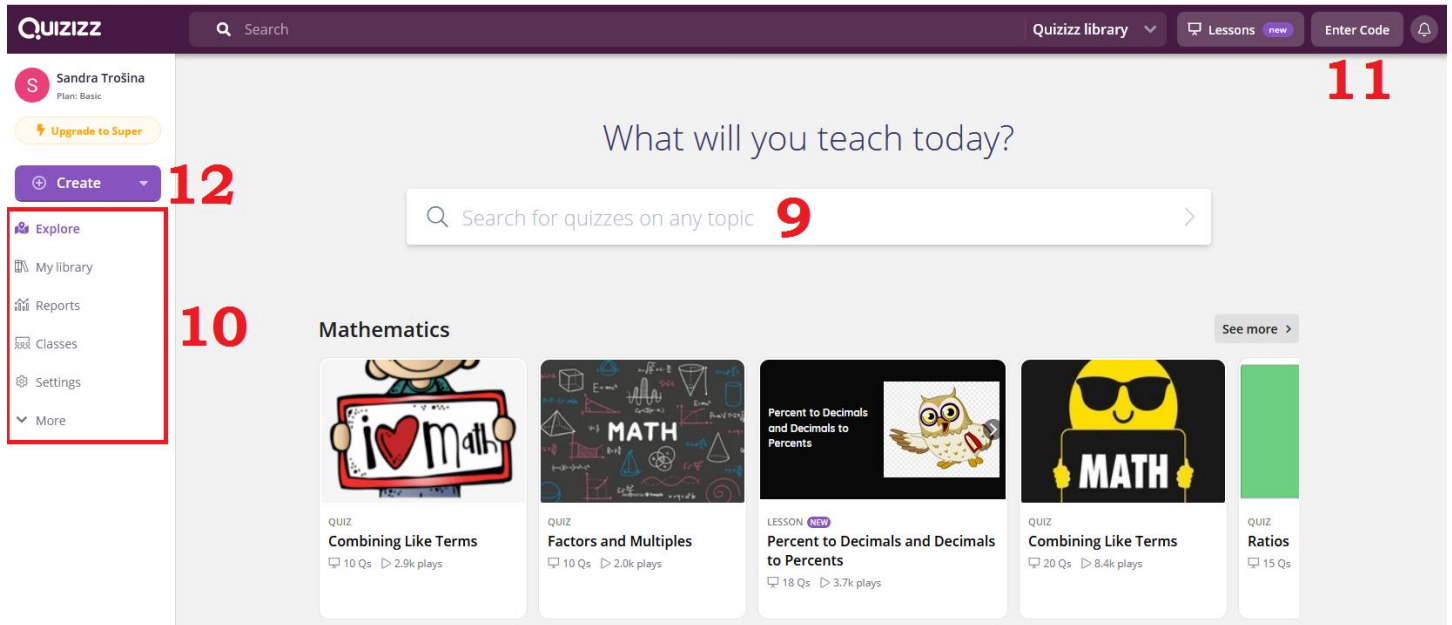 QUIZIZZ
Search
Quizizz library
Lessons new
Enter Code
11
S
Sandra Trošina
Plan: Basic
Upgrade to Super
Create
12
Explore
My library
Reports
Classes
Settings
More
10
What will you teach today?
Search for quizzes on any topic
9
Mathematics
See more >
i ♥ math
QUIZ
Combining Like Terms
10 Qs 2.9k plays
MATH
QUIZ
Factors and Multiples
10 Qs 2.0k plays
Percent to Decimals
and Decimals to
Percents
LESSON NEW
Percent to Decimals and Decimals
to Percents
18 Qs 3.7k plays
MATH
QUIZ
Combining Like Terms
20 Qs 8.4k plays
QUIZ
Ratios
15 Qs